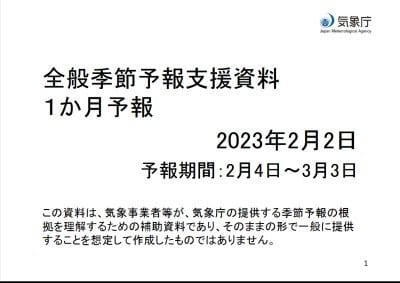 気象庁
Japan Meteorological Agency
全般季節予報支援資料
１か月予報
2023年2月2日
予報期間：2月4日～3月3日
この資料は、気象事業者等が、気象庁の提供する季節予報の根
拠を理解するための補助資料であり、そのままの形で一般に提供
することを想定して作成したものではありません。
1